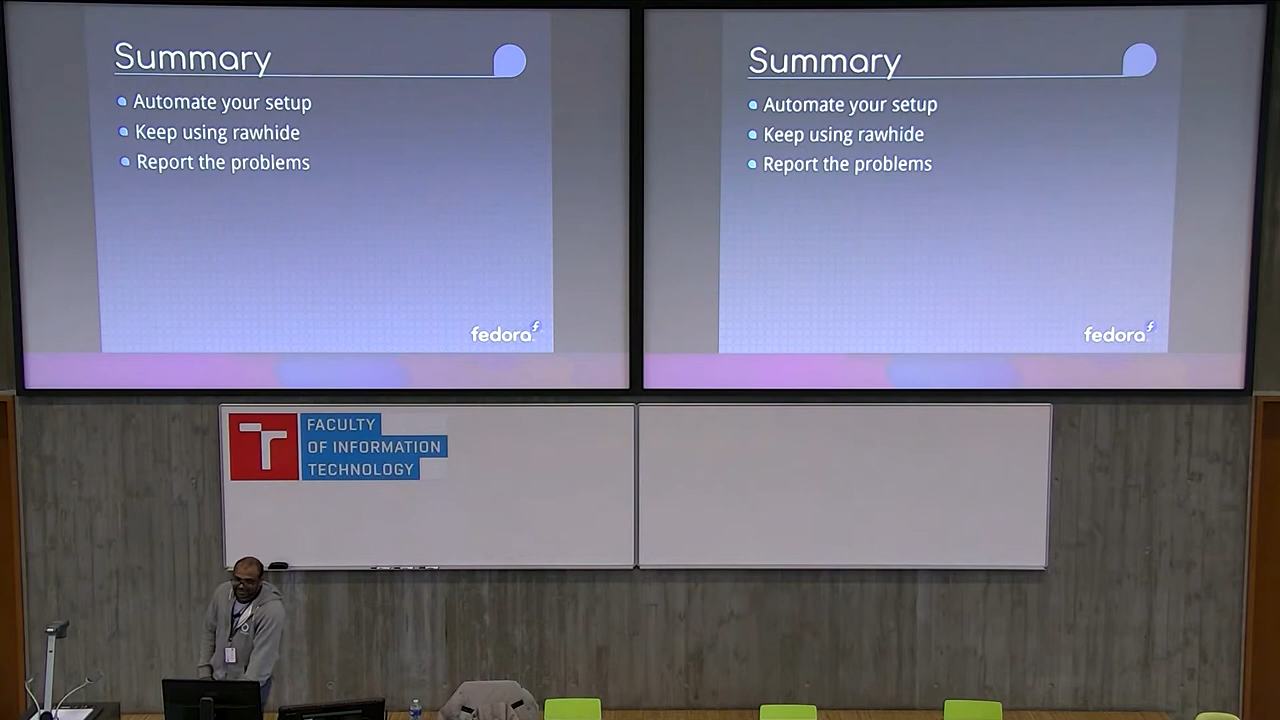 Summary
Automate your setup
Keep using rawhide
Report the problems
fedora
Summary
Automate your setup
Keep using rawhide
Report the problems
fedora
FACULTY
OF INFORMATION
TECHNOLOGY